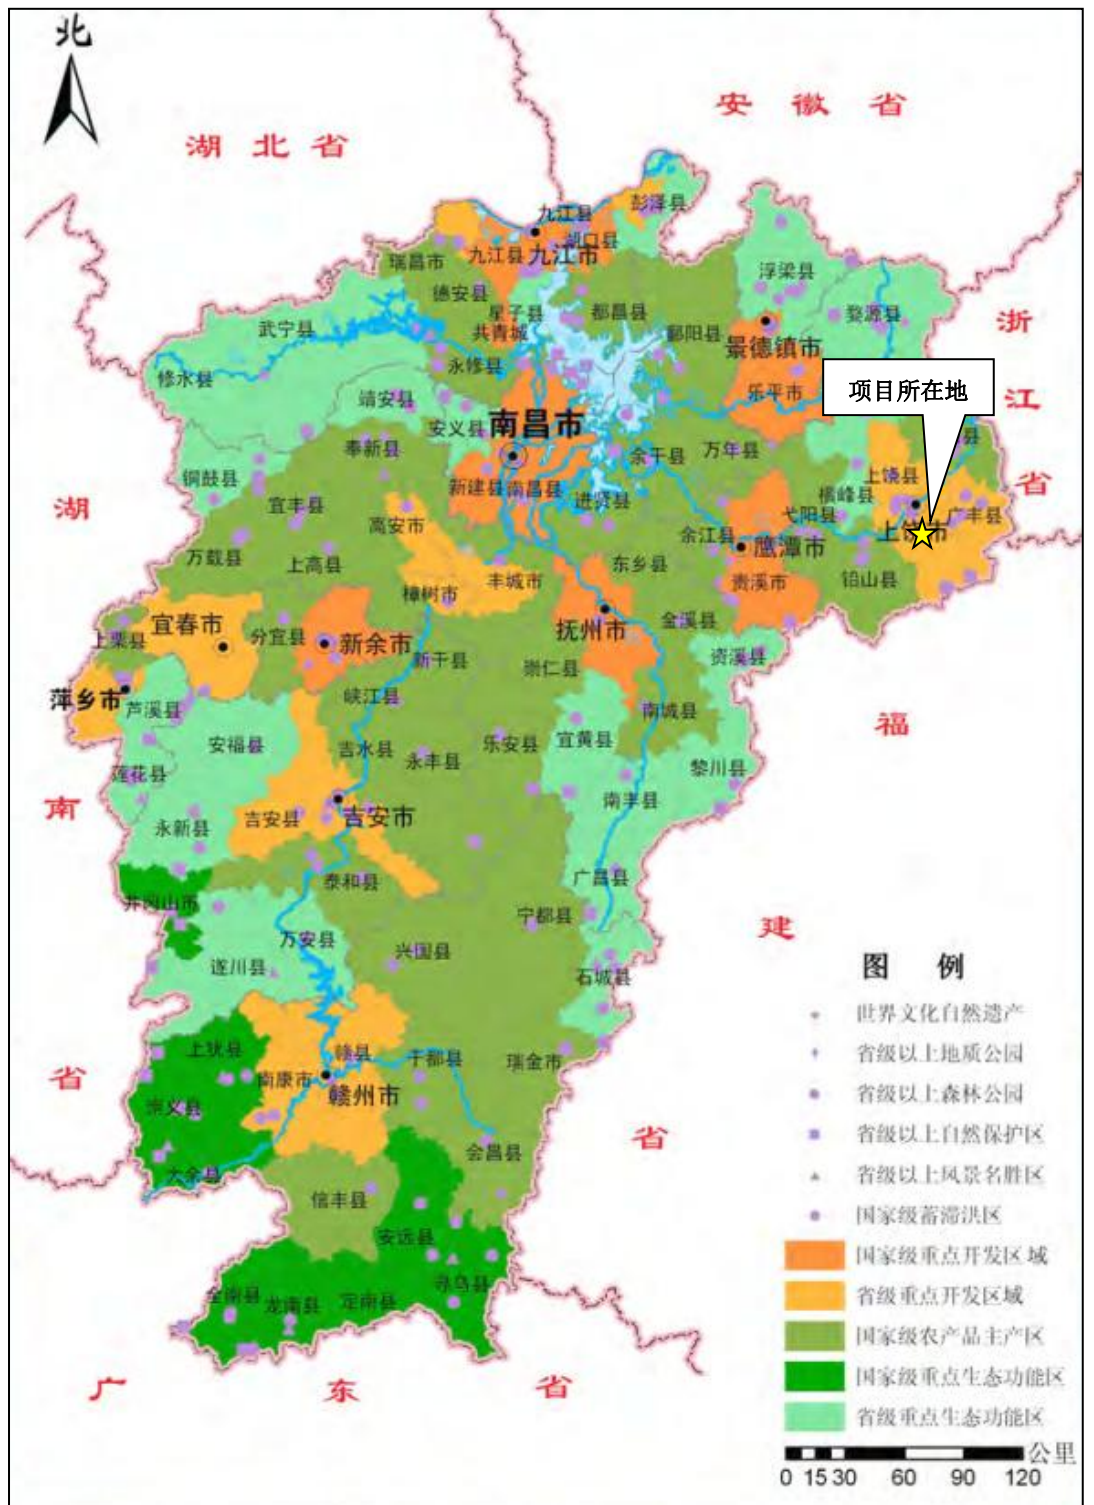 北
安徽省
湖北省
九江县
彭泽县
湖口县
九江县
九江市
瑞昌市
浮梁县
德安县
星子县
都昌县
婺源县
浙
武宁县
共青城
鄱阳县
景德镇市
永修县
修水县
乐平市
项目所在地
江
靖安县
安义县
南昌市
奉新县
余干县
万年县
县
铜鼓县
上饶县
省
新建县
南昌县
横峰县
湖
宜丰县
高安市
进贤县
弋阳县
广丰县
上饶市
余江县
鹰潭市
万载县
上高县
东乡县
丰城市
贵溪市
铅山县
樟树市
宜春市
抚州市
金溪县
上栗县
分宜县
新余市
新干县
崇仁县
资溪县
萍乡市
芦溪县
峡江县
南城县
福
安福县
吉水县
永丰县
乐安县
宜黄县
黎川县
莲花县
南
南丰县
永新县
吉安县
吉安市
泰和县
广昌县
井冈山市
宁都县
建
万安县
兴国县
遂川县
石城县
图 例
世界文化自然遗产
上犹县
赣县
于都县
瑞金市
省级以上地质公园
省
南康市
赣州市
省级以上森林公园
崇义县
省级以上自然保护区
省
会昌县
大余县
省级以上风景名胜区
信丰县
国家级蓄滞洪区
安远县
国家级重点开发区域
寻乌县
全南县
龙南县
定南县
省级重点开发区域
国家级农产品主产区
国家级重点生态功能区
广东省
省级重点生态功能区
公里
0 15 30 60 90 120